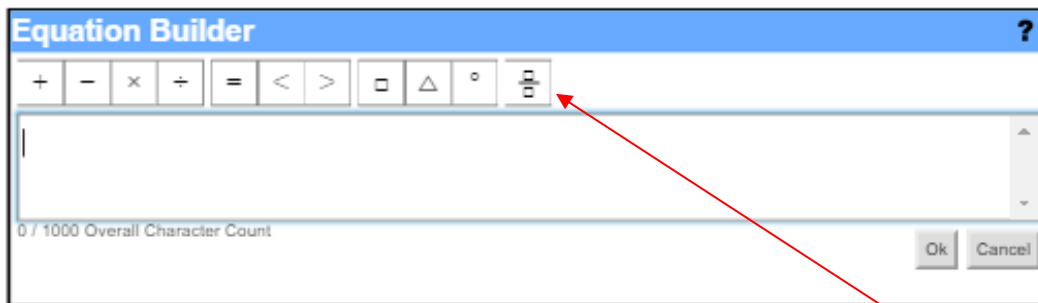 Equation Builder ?
+ − × ÷ = < > □ △ ° □/□
0 / 1000 Overall Character Count
Ok Cancel